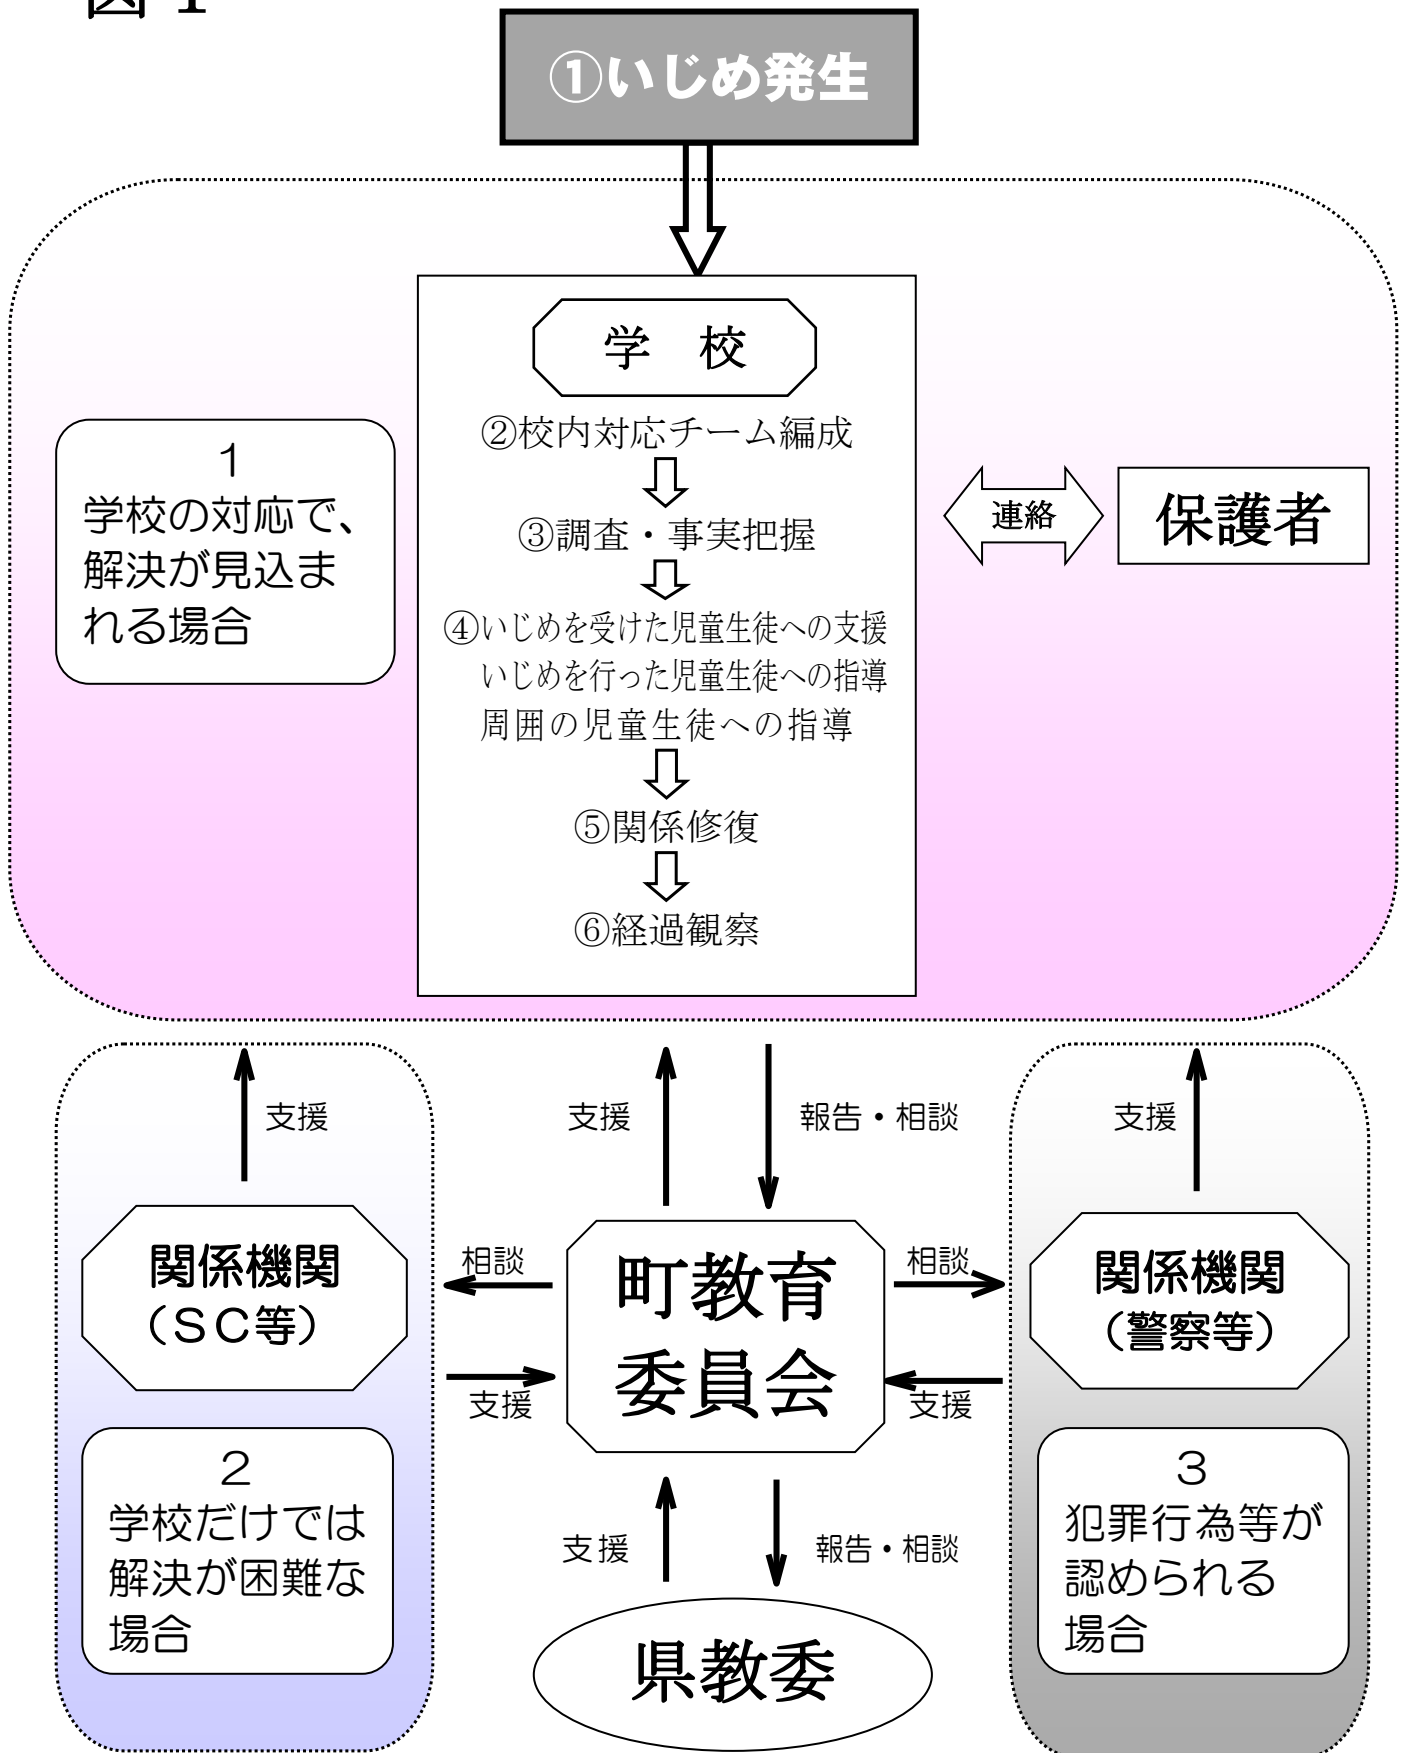 図1
①いじめ発生
学　校
②校内対応チーム編成
③調査・事実把握
④いじめを受けた児童生徒への支援
いじめを行った児童生徒への指導
周囲の児童生徒への指導
⑤関係修復
⑥経過観察
1
学校の対応で、
解決が見込ま
れる場合
連絡
保護者
支援
支援
報告・相談
支援
関係機関
（ＳＣ等）
相談
支援
町教育
委員会
相談
支援
関係機関
（警察等）
２
学校だけでは
解決が困難な
場合
支援
報告・相談
県教委
３
犯罪行為等が
認められる
場合